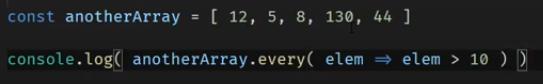 const anotherArray = [ 12, 5, 8, 130, 44 ]
console.log( anotherArray.every( elem => elem > 10 ) )